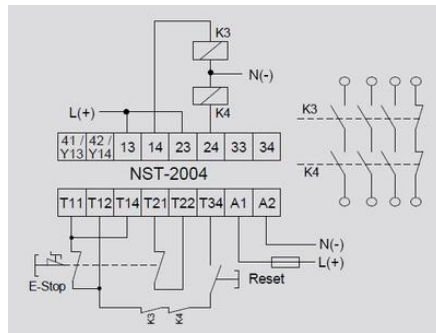 K3
N(-)
L(+)
K4
41 / Y13
42 / Y14
13
14
23
24
33
34
NST-2004
T11
T12
T14
T21
T22
T34
A1
A2
N(-)
L(+)
E-Stop
Reset
K3
K4
K3
K4